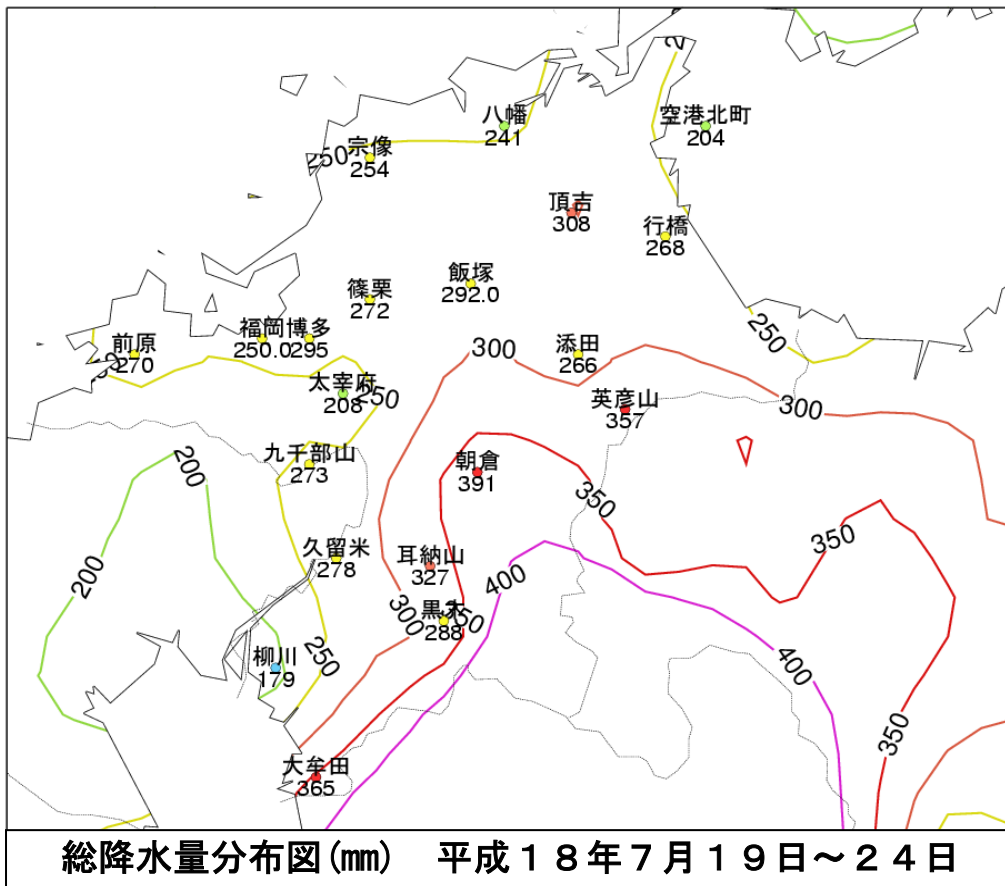 2
八幡
241
空港北町
204
250
宗像
254
頂吉
308
行橋
268
飯塚
292.0
篠栗
272
福岡
250.0
博多
295
前原
270
250
300
添田
266
太宰府
208
250
英彦山
357
300
九千部山
273
200
朝倉
391
350
350
久留米
278
耳納山
327
400
200
300
黒木
288
350
250
柳川
179
400
350
大牟田
365
総降水量分布図(mm) 平成18年7月19日~24日